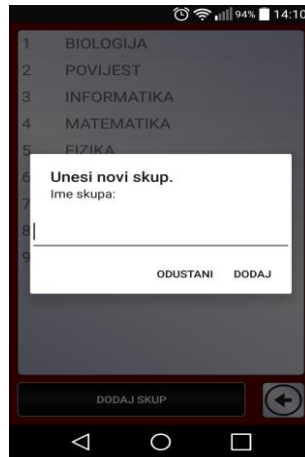 94% 14:10
1 BIOLOGIJA
2 POVIJEST
3 INFORMATIKA
4 MATEMATIKA
5 FIZIKA
6
7
8
9
Unesi novi skup.
Ime skupa:
ODUSTANI DODAJ
DODAJ SKUP